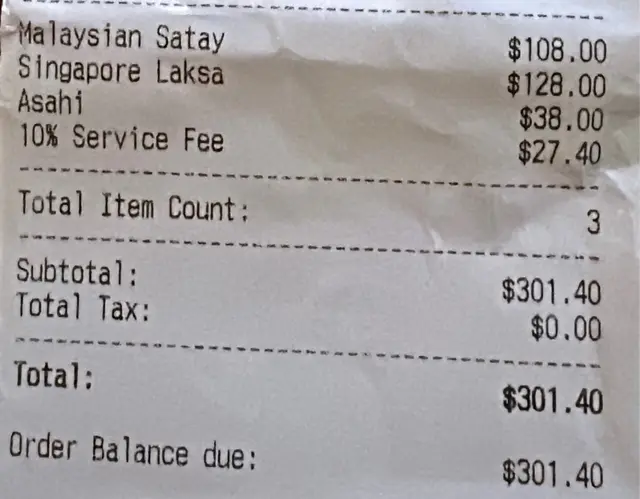 Malaysian Satay $108.00
Singapore Laksa $128.00
Asahi $38.00
10% Service Fee $27.40
Total Item Count: 3
Subtotal: $301.40
Total Tax: $0.00
Total: $301.40
Order Balance due: $301.40